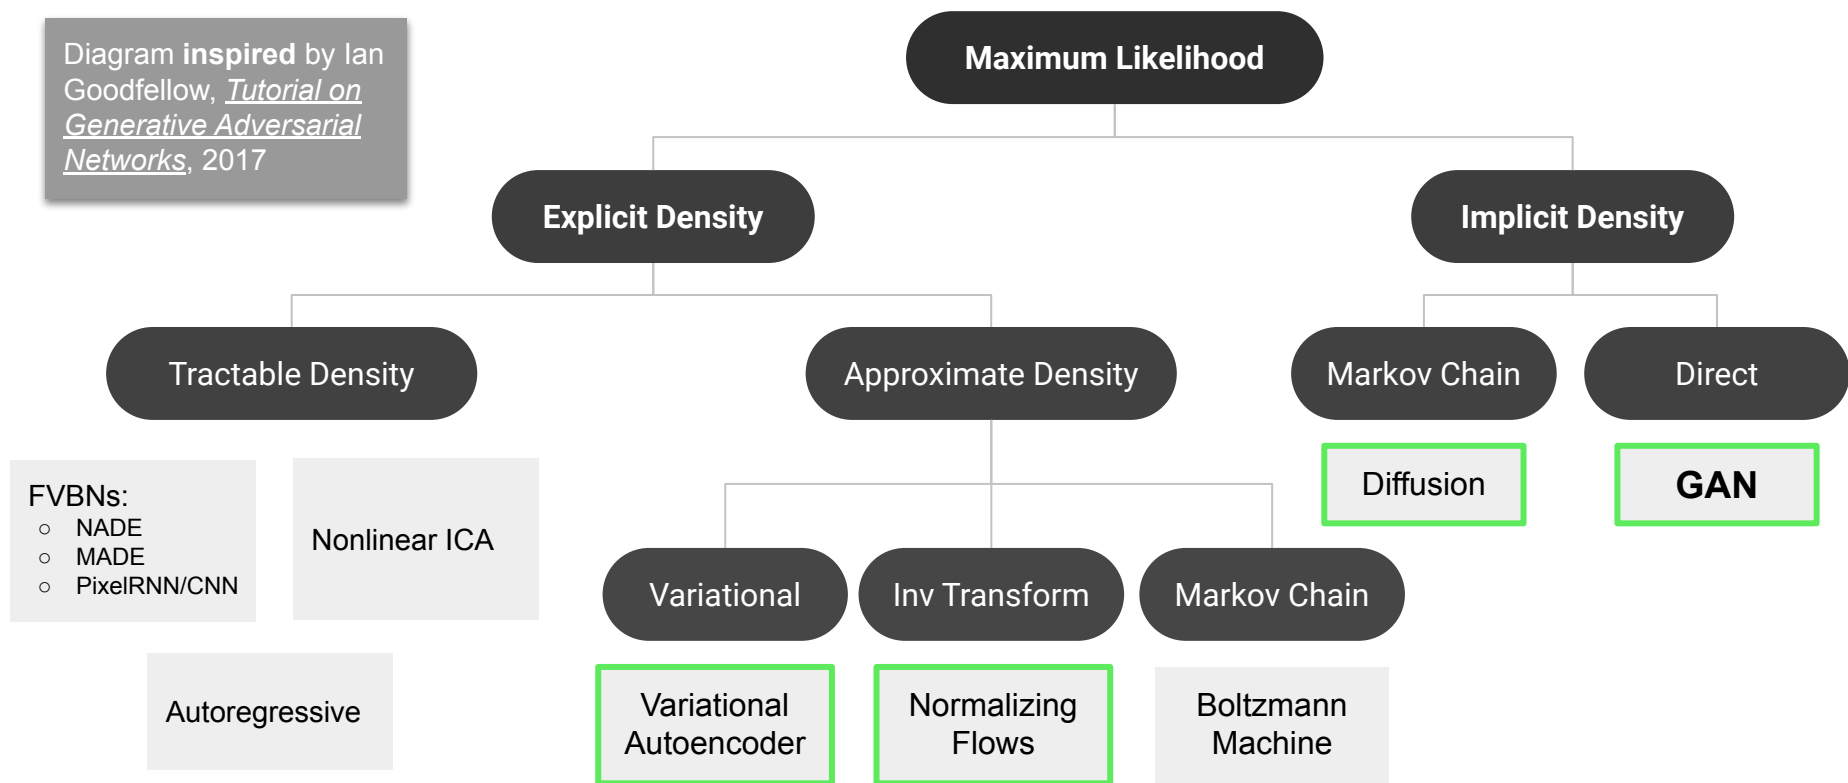 Diagram inspired by Ian
Goodfellow, Tutorial on
Generative Adversarial
Networks, 2017
Maximum Likelihood
Explicit Density
Implicit Density
Tractable Density
Approximate Density
Markov Chain
Direct
FVBNs:
○ NADE
○ MADE
○ PixelRNN/CNN
Nonlinear ICA
Diffusion
GAN
Variational
Inv Transform
Markov Chain
Autoregressive
Variational
Autoencoder
Normalizing
Flows
Boltzmann
Machine